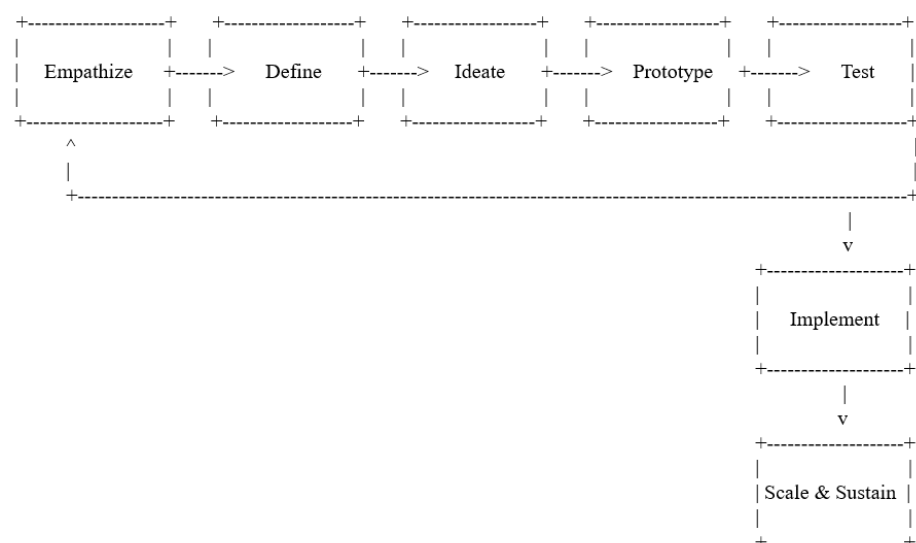 +--------------------+ +--------------------+ +-------------------+ +-------------------+ +-------------------+
| | | | | | | | | |
| Empathize +-------> Define +-------> Ideate +-------> Prototype +-------> Test |
| | | | | | | | | |
+--------------------+ +--------------------+ +-------------------+ +-------------------+ +-------------------+
^ |
| |
+--------------------------------------------------------------------------------------------------------------------------+
|
v
+--------------------+
| |
| Implement |
| |
+--------------------+
|
v
+--------------------+
| |
| Scale & Sustain |
| |
+--------------------+